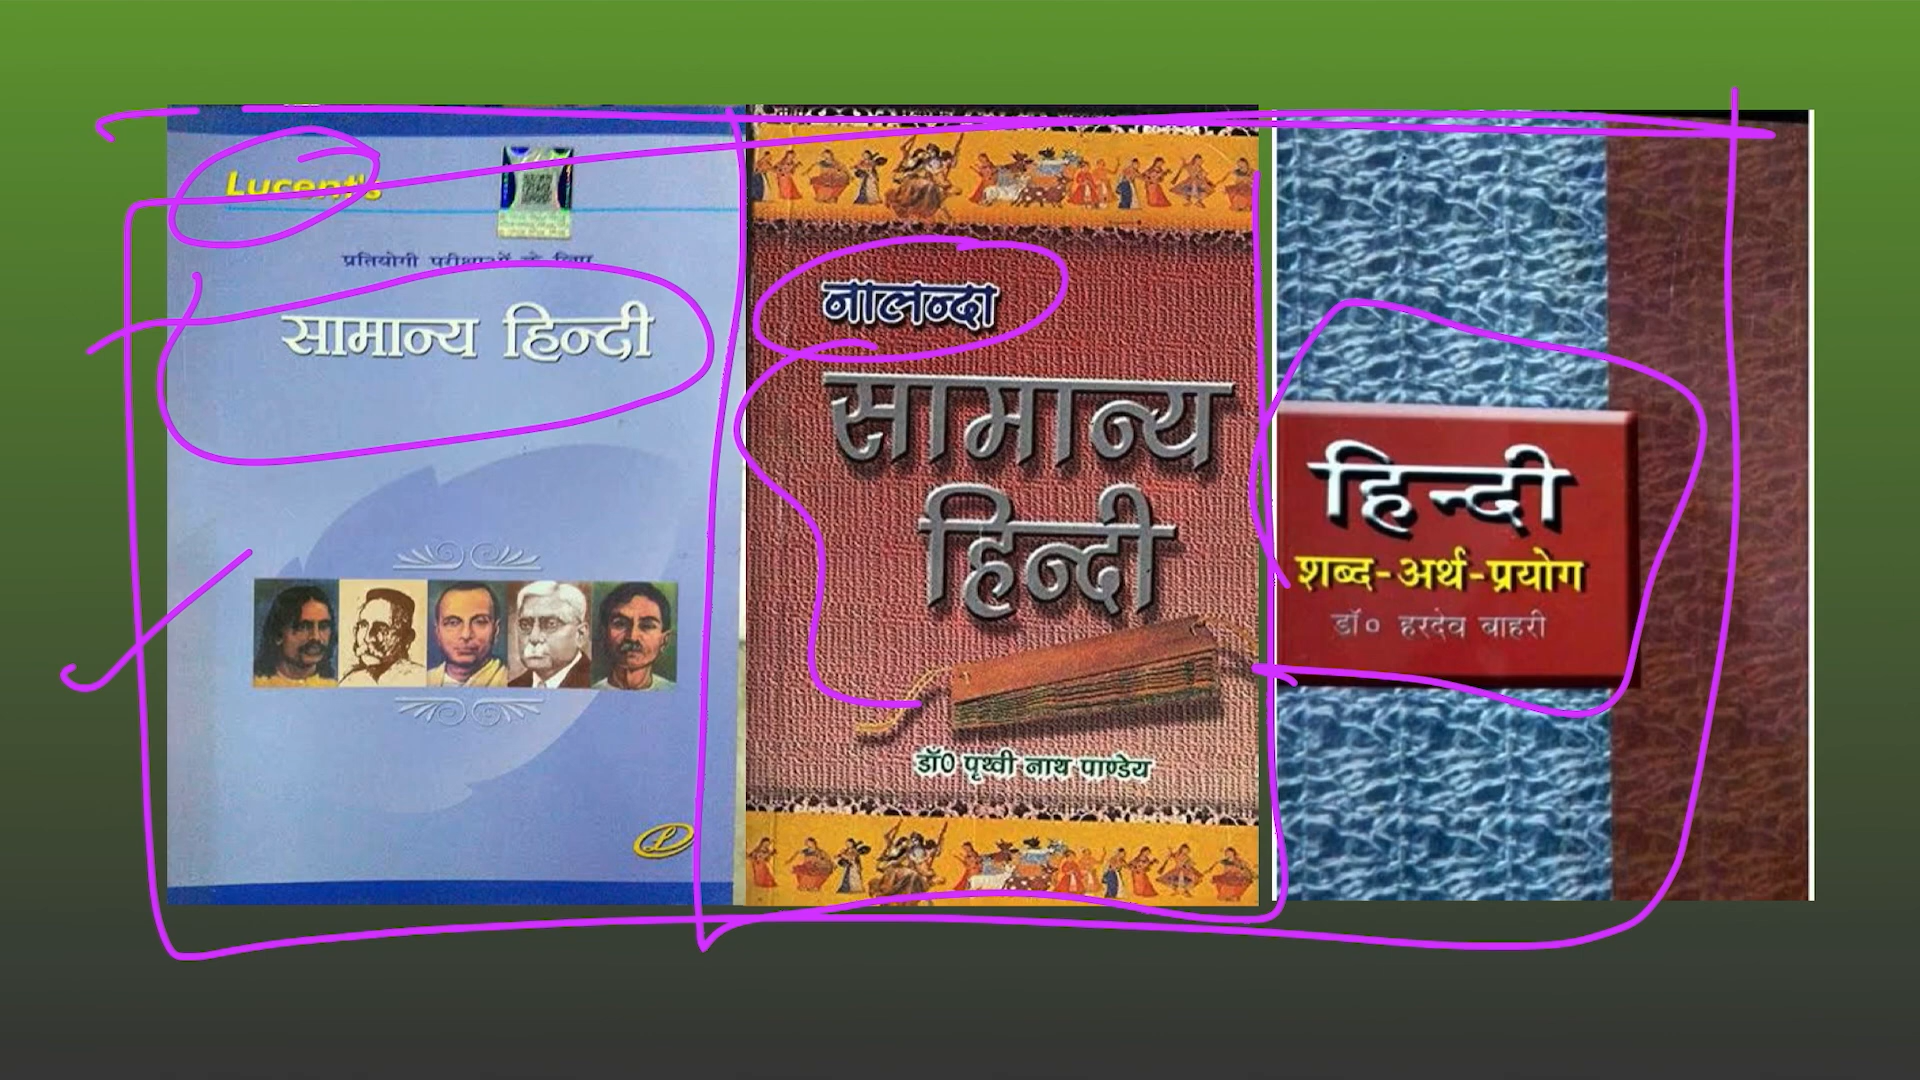 Lucent's
प्रतियोगी परीक्षाओं के लिए
सामान्य हिन्दी
नालन्दा
सामान्य
हिन्दी
डॉ0 पृथ्वी नाथ पाण्डेय
हिन्दी
शब्द-अर्थ-प्रयोग
डॉ० हरदेव बाहरी